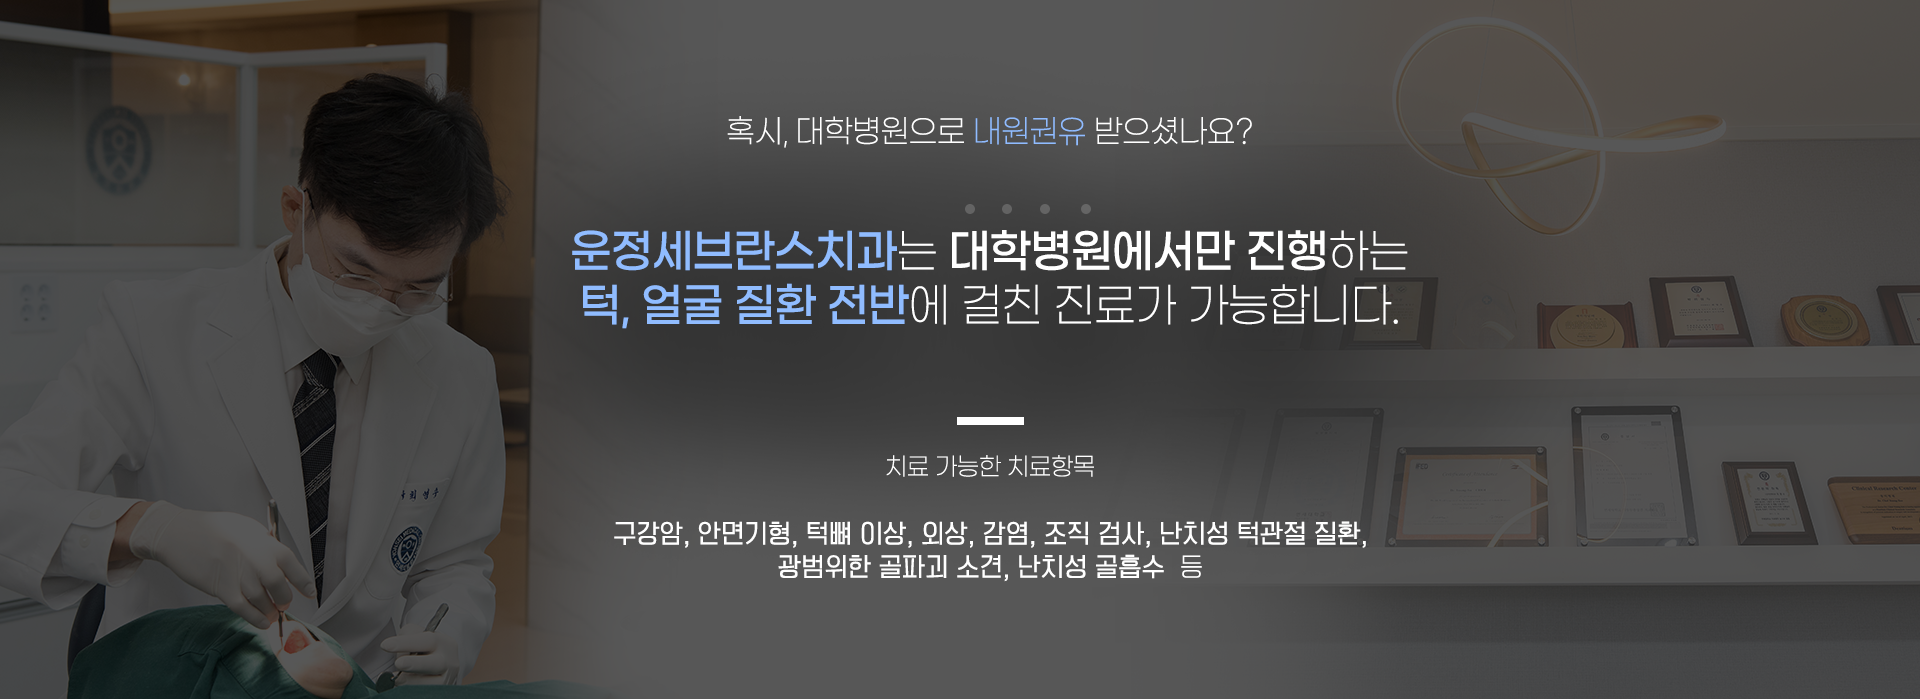 혹시, 대학병원으로 내원권유 받으셨나요?
운정세브란스치과는 대학병원에서만 진행하는
턱, 얼굴 질환 전반에 걸친 진료가 가능합니다.
치료 가능한 치료항목
구강암, 안면기형, 턱뼈 이상, 외상, 감염, 조직 검사, 난치성 턱관절 질환,
광범위한 골파괴 소견, 난치성 골흡수 등